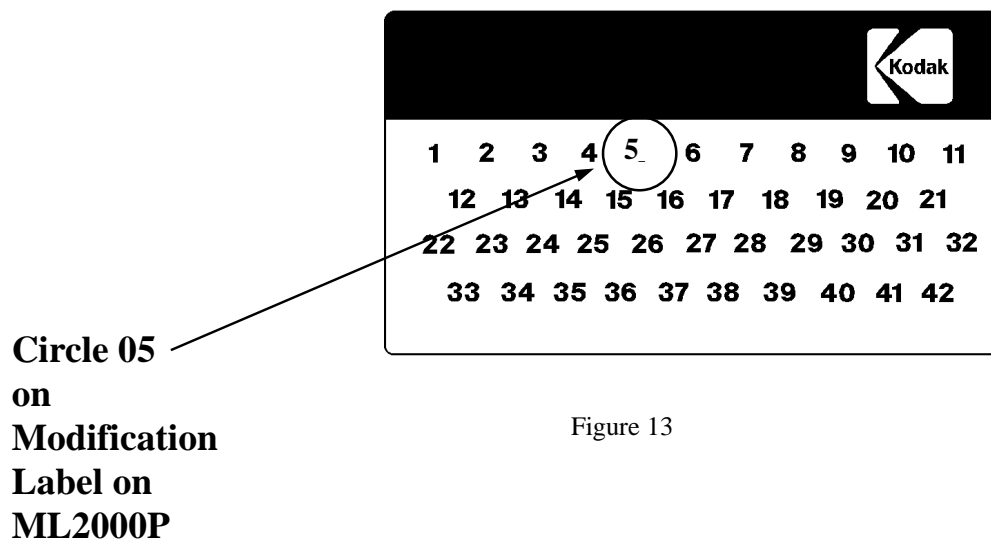 Kodak
1 2 3 4 5 6 7 8 9 10 11
12 13 14 15 16 17 18 19 20 21
22 23 24 25 26 27 28 29 30 31 32
33 34 35 36 37 38 39 40 41 42
Circle 05
on
Modification
Label on
ML2000P
Figure 13